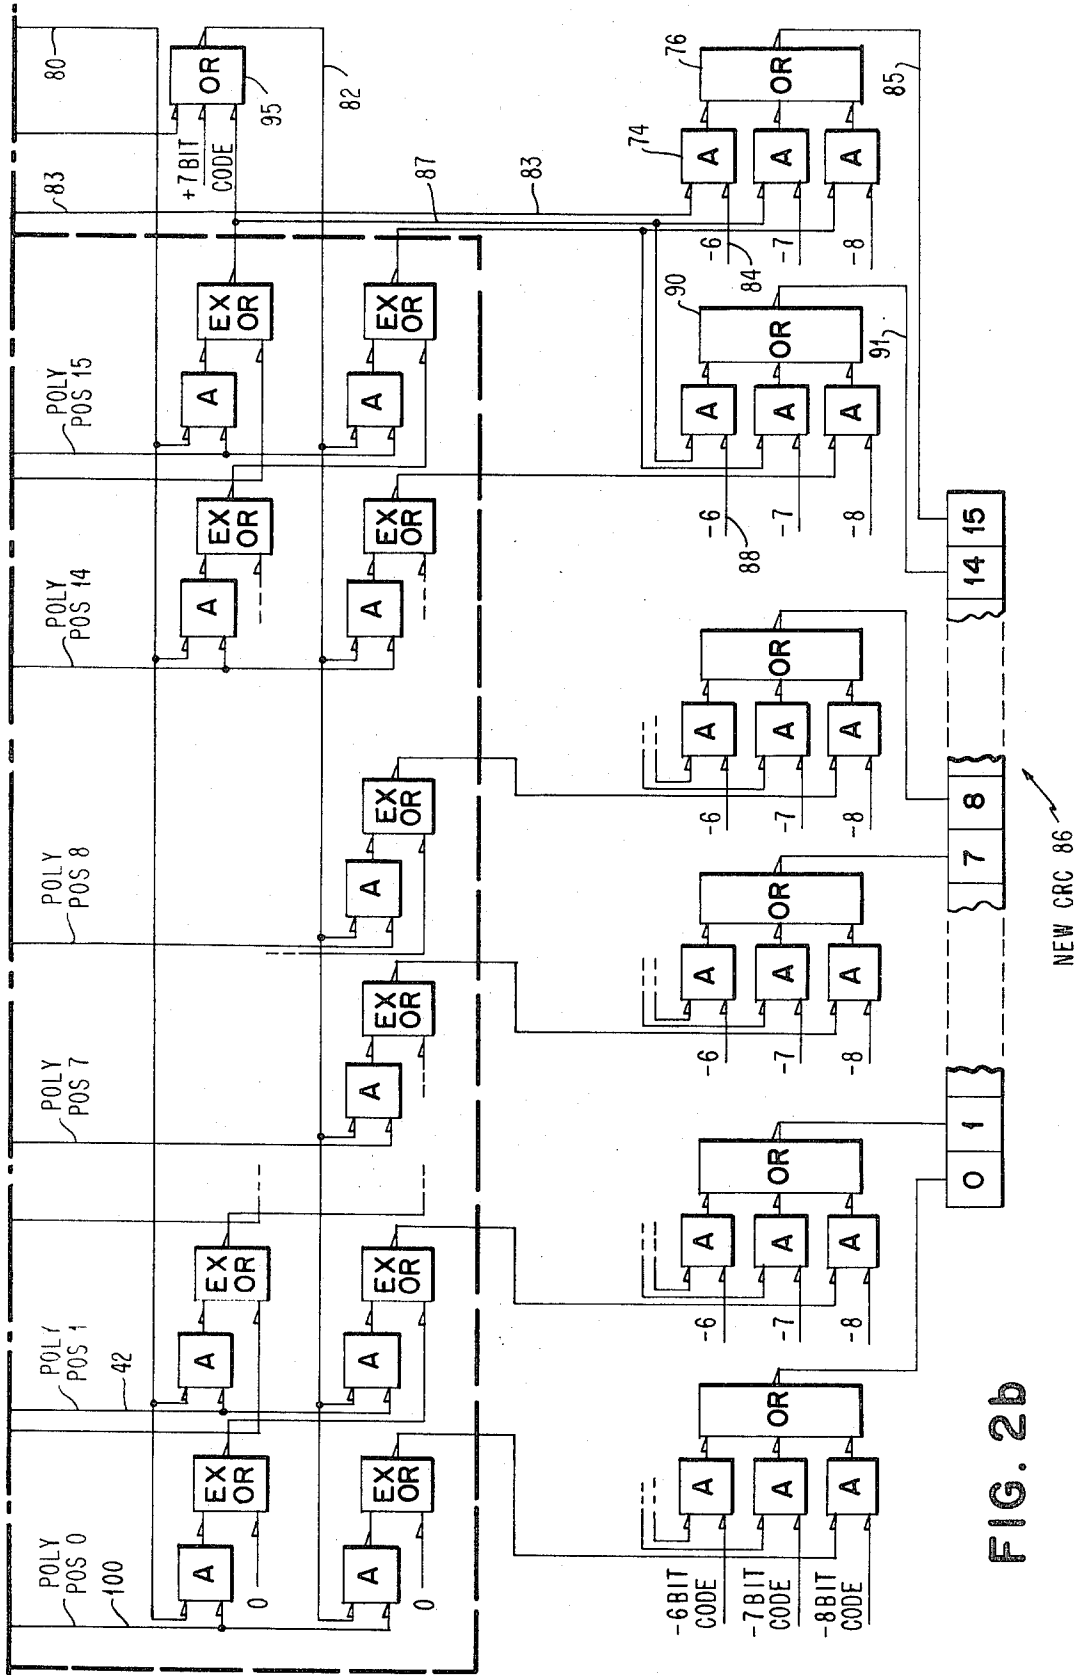 POLY
POS 0
100
POLY
POS 1
42
POLY
POS 7
POLY
POS 8
POLY
POS 14
POLY
POS 15
83
80
A
EX
OR
0
A
EX
OR
A
EX
OR
A
EX
OR
+7 BIT
CODE
OR
95
A
EX
OR
0
A
EX
OR
A
EX
OR
A
EX
OR
A
EX
OR
A
EX
OR
82
87
83
-6 BIT
CODE
-7 BIT
CODE
-8 BIT
CODE
A
A
A
OR
-6
-7
-8
A
A
A
OR
-6
-7
-8
A
A
A
OR
-6
-7
-8
A
A
A
OR
-6
88
-7
-8
A
A
A
OR
90
91
-6
84
-7
-8
A
74
A
A
OR
76
85
0 1 7 8 14 15
NEW CRC 86
FIG. 2b